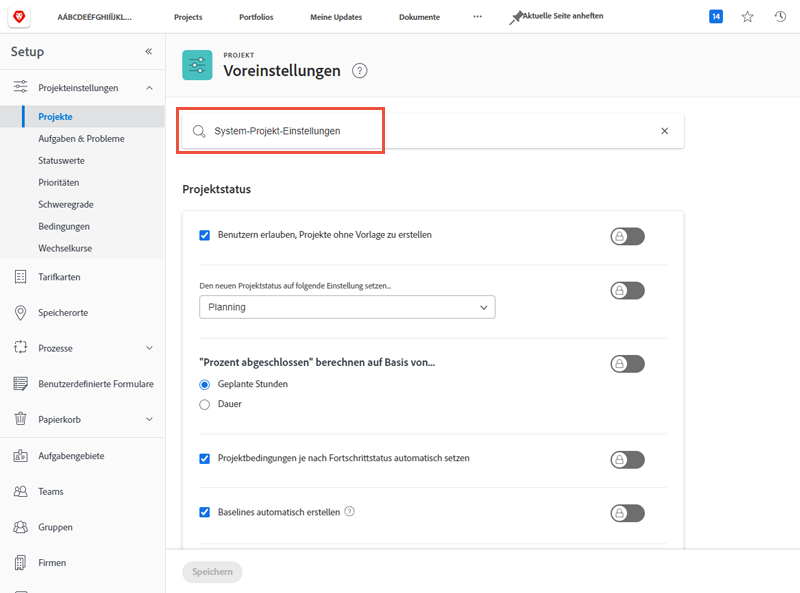 AÁBCDEÉFGHIÍIJKL...
Projects
Portfolios
Meine Updates
Dokumente
Aktuelle Seite anheften
14
Setup
Projekteinstellungen
Projekte
Aufgaben & Probleme
Statuswerte
Prioritäten
Schweregrade
Bedingungen
Wechselkurse
Tarifkarten
Speicherorte
Prozesse
Benutzerdefinierte Formulare
Papierkorb
Aufgabengebiete
Teams
Gruppen
Firmen
PROJEKT
Voreinstellungen
System-Projekt-Einstellungen
Projektstatus
Benutzern erlauben, Projekte ohne Vorlage zu erstellen
Den neuen Projektstatus auf folgende Einstellung setzen...
Planning
"Prozent abgeschlossen" berechnen auf Basis von...
Geplante Stunden
Dauer
Projektbedingungen je nach Fortschrittstatus automatisch setzen
Baselines automatisch erstellen
Speichern